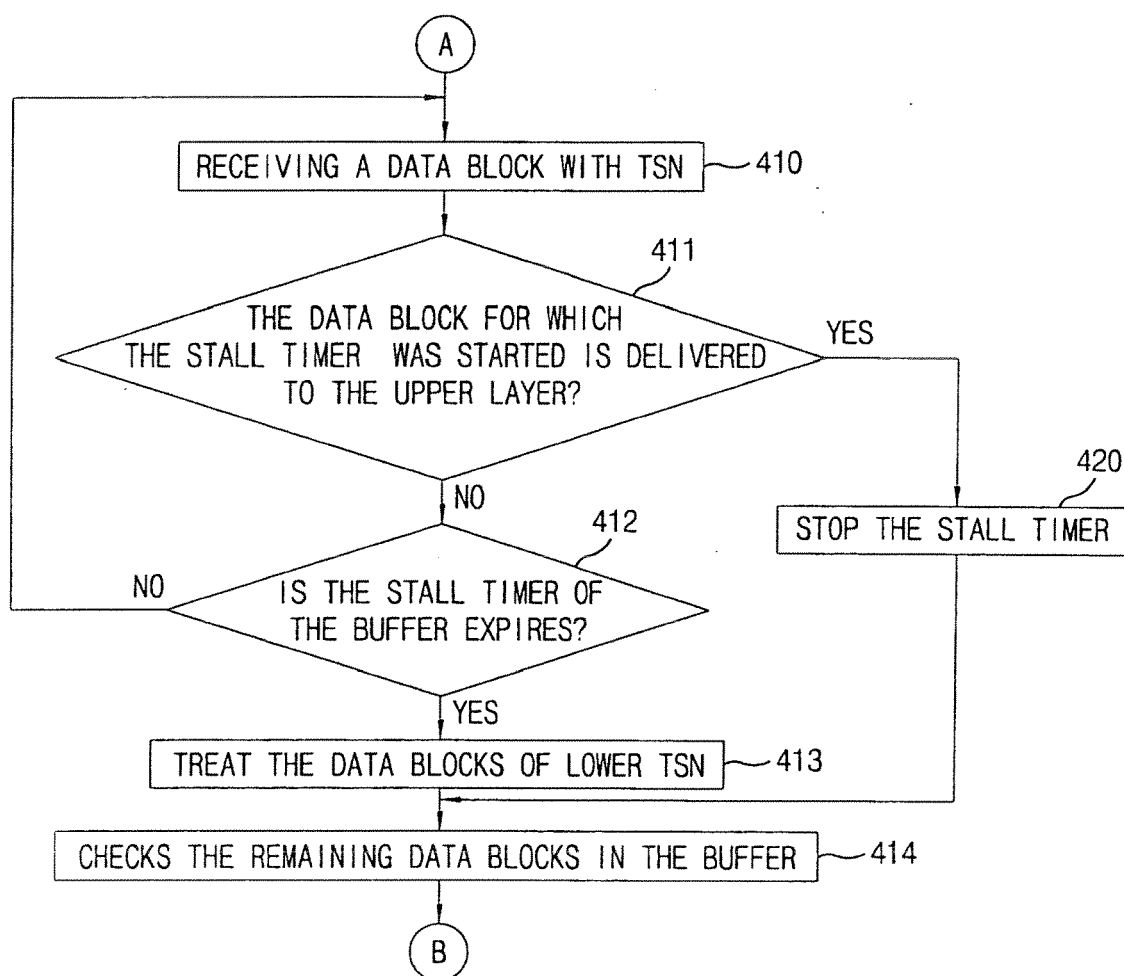 A
RECEIVING A DATA BLOCK WITH TSN
410
411
THE DATA BLOCK FOR WHICH
THE STALL TIMER WAS STARTED IS DELIVERED
TO THE UPPER LAYER?
YES
NO
420
STOP THE STALL TIMER
412
NO
IS THE STALL TIMER OF
THE BUFFER EXPIRES?
YES
TREAT THE DATA BLOCKS OF LOWER TSN
413
CHECKS THE REMAINING DATA BLOCKS IN THE BUFFER
414
B